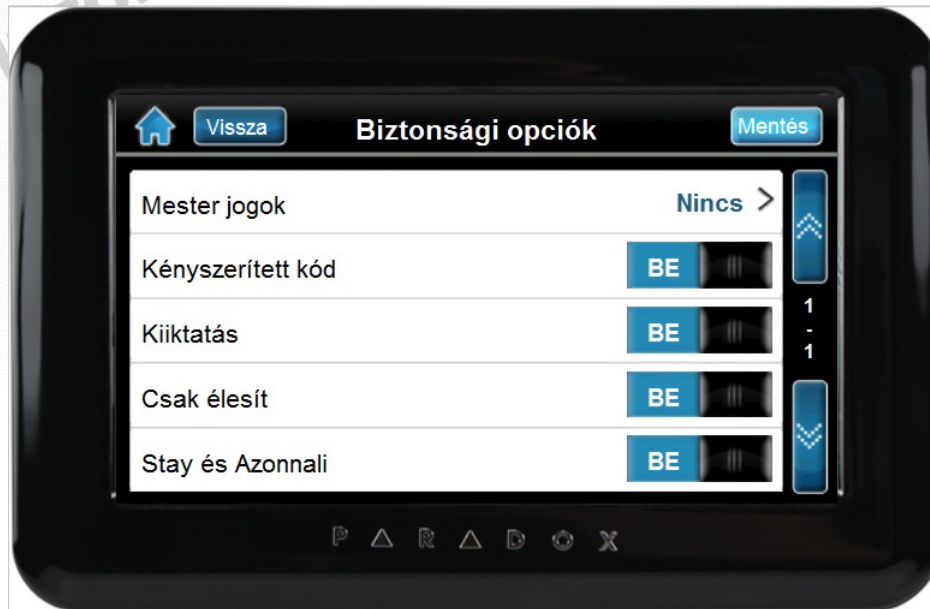 Vissza
Biztonsági opciók
Mentés
Mester jogok
Nincs >
Kényszerített kód
BE
Kiiktatás
BE
Csak élesít
BE
Stay és Azonnali
BE
1
-
1
PARADOX